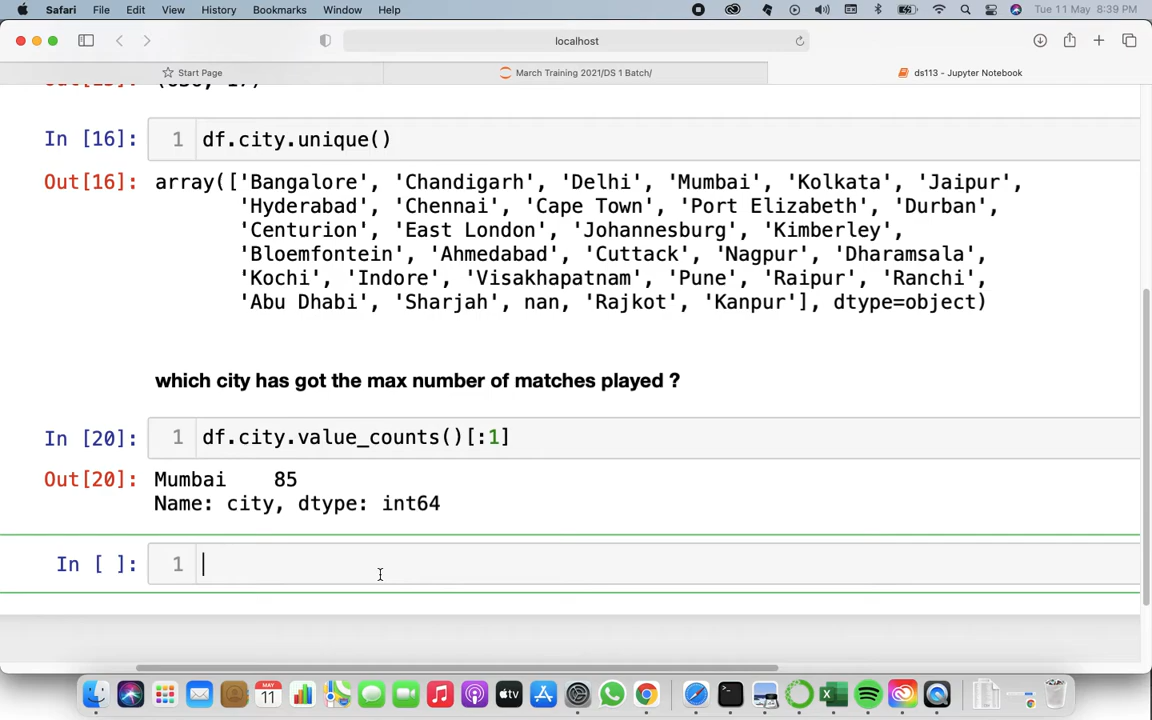 Safari File Edit View History Bookmarks Window Help Tue 11 May 8:39 PM
localhost
Start Page March Training 2021/DS 1 Batch/ ds113 - Jupyter Notebook
In [16]: 1 df.city.unique()
Out[16]: array(['Bangalore', 'Chandigarh', 'Delhi', 'Mumbai', 'Kolkata', 'Jaipur',
'Hyderabad', 'Chennai', 'Cape Town', 'Port Elizabeth', 'Durban',
'Centurion', 'East London', 'Johannesburg', 'Kimberley',
'Bloemfontein', 'Ahmedabad', 'Cuttack', 'Nagpur', 'Dharamsala',
'Kochi', 'Indore', 'Visakhapatnam', 'Pune', 'Raipur', 'Ranchi',
'Abu Dhabi', 'Sharjah', nan, 'Rajkot', 'Kanpur'], dtype=object)
which city has got the max number of matches played ?
In [20]: 1 df.city.value_counts()[:1]
Out[20]: Mumbai 85
Name: city, dtype: int64
In [ ]: 1
MAY
11
tv